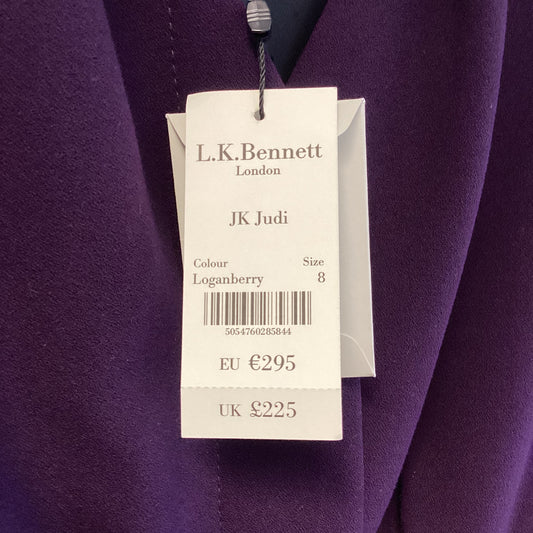 L.K.Bennett
London
JK Judi
Colour Size
Loganberry 8
5054760285844
EU €295
UK £225